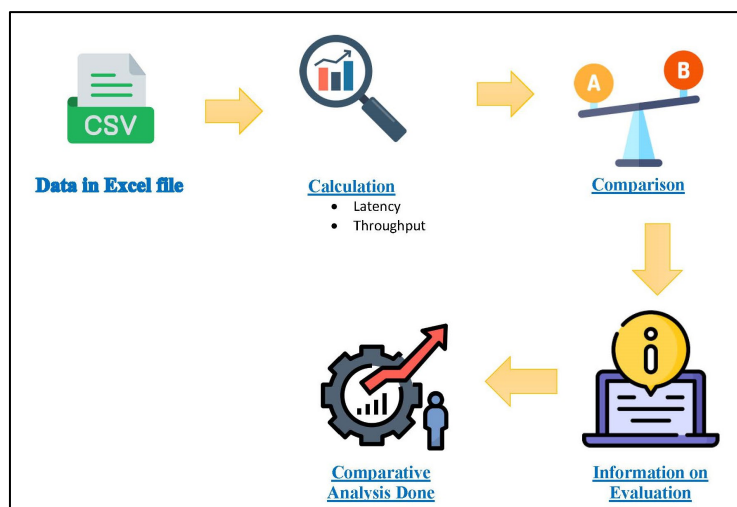 CSV
Data in Excel file
Calculation
• Latency
• Throughput
A
B
Comparison
i
Information on
Evaluation
Comparative
Analysis Done